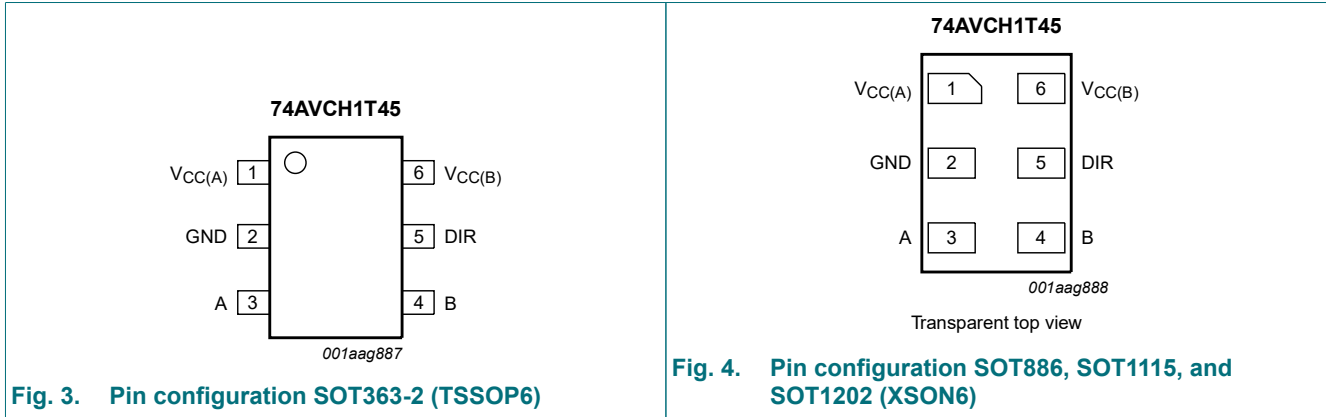 74AVCH1T45
VCC(A) 1 6 VCC(B)
GND 2 5 DIR
A 3 4 B
001aag887
Fig. 3. Pin configuration SOT363-2 (TSSOP6)
74AVCH1T45
VCC(A) 1 6 VCC(B)
GND 2 5 DIR
A 3 4 B
001aag888
Transparent top view
Fig. 4. Pin configuration SOT886, SOT1115, and
SOT1202 (XSON6)